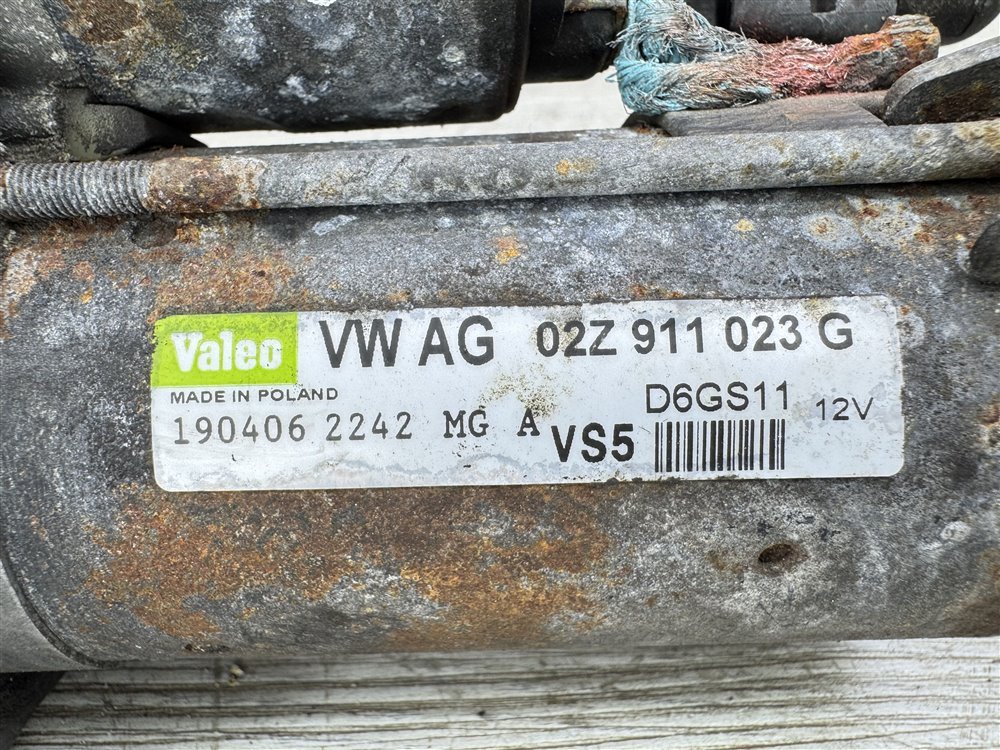 Valeo VW AG 02Z 911 023 G
MADE IN POLAND D6GS11 12V
190406 2242 MG A VS5